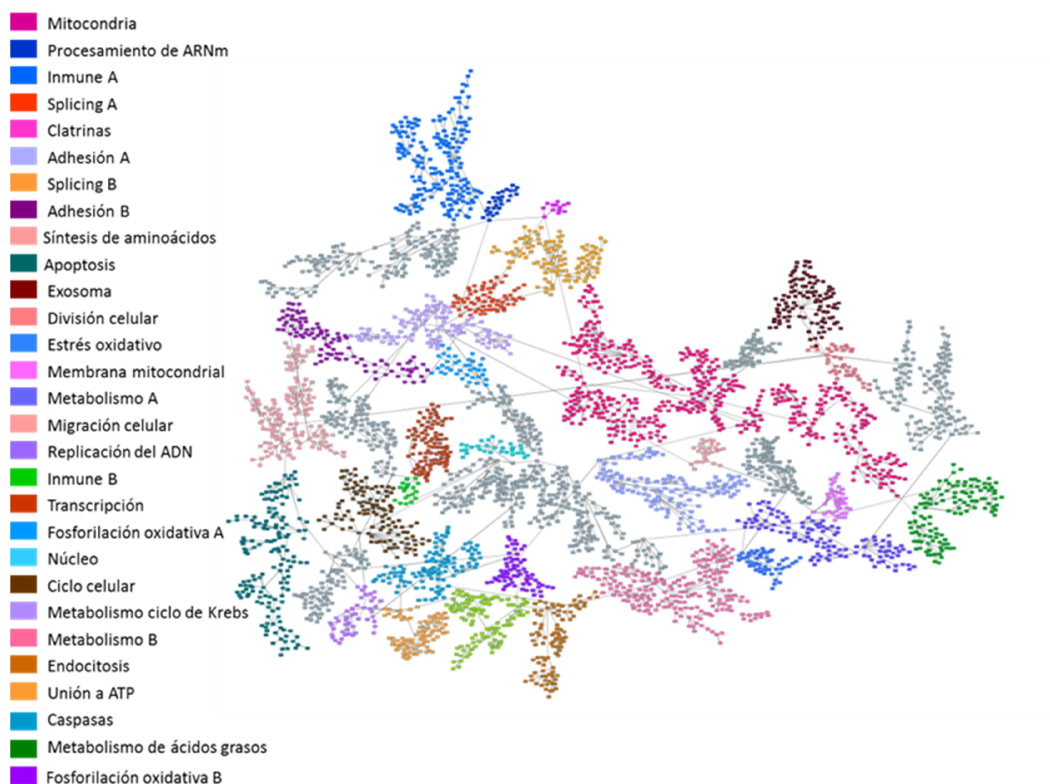 Mitocondria
Procesamiento de ARNm
Inmune A
Splicing A
Clatrinas
Adhesión A
Splicing B
Adhesión B
Síntesis de aminoácidos
Apoptosis
Exosoma
División celular
Estrés oxidativo
Membrana mitocondrial
Metabolismo A
Migración celular
Replicación del ADN
Inmune B
Transcripción
Fosforilación oxidativa A
Núcleo
Ciclo celular
Metabolismo ciclo de Krebs
Metabolismo B
Endocitosis
Unión a ATP
Caspasas
Metabolismo de ácidos grasos
Fosforilación oxidativa B